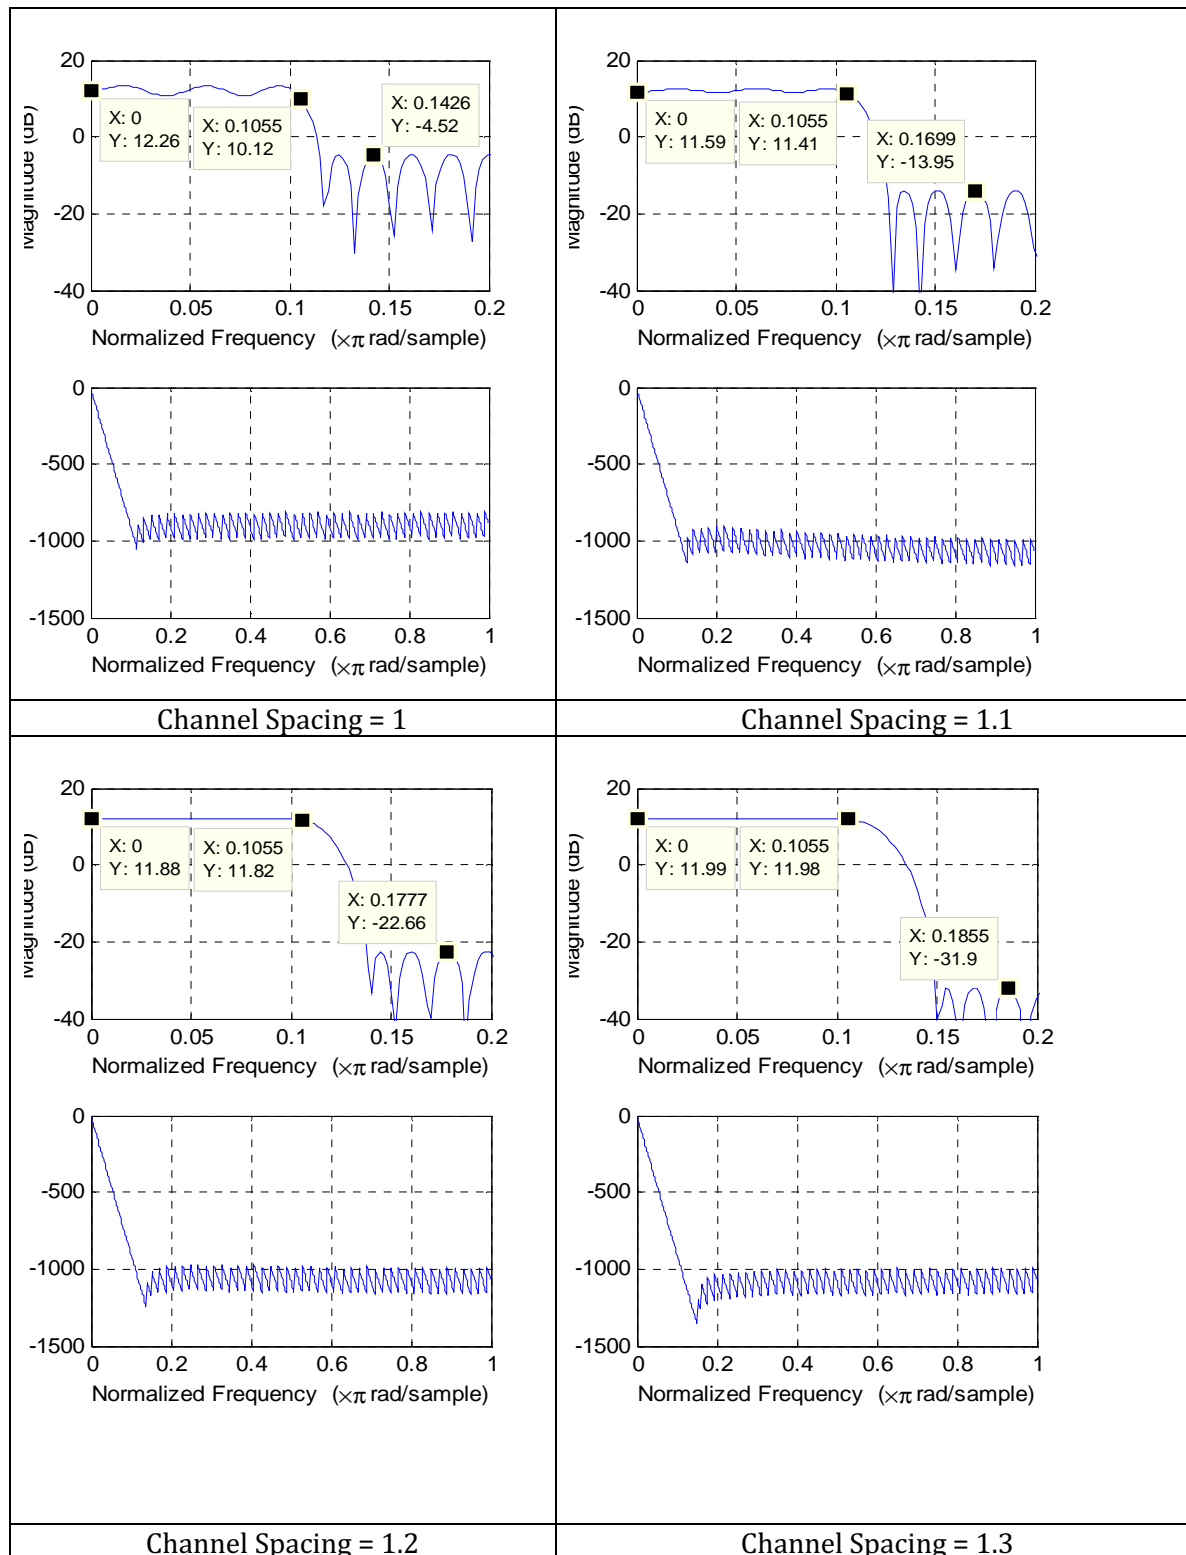 20
0
-20
-40
Magnitude (dB)
X: 0
Y: 12.26
X: 0.1055
Y: 10.12
X: 0.1426
Y: -4.52
0 0.05 0.1 0.15 0.2
Normalized Frequency (×π rad/sample)
0
-500
-1000
-1500
0 0.2 0.4 0.6 0.8 1
Normalized Frequency (×π rad/sample)
Channel Spacing = 1
20
0
-20
-40
Magnitude (dB)
X: 0
Y: 11.59
X: 0.1055
Y: 11.41
X: 0.1699
Y: -13.95
0 0.05 0.1 0.15 0.2
Normalized Frequency (×π rad/sample)
0
-500
-1000
-1500
0 0.2 0.4 0.6 0.8 1
Normalized Frequency (×π rad/sample)
Channel Spacing = 1.1
20
0
-20
-40
Magnitude (dB)
X: 0
Y: 11.88
X: 0.1055
Y: 11.82
X: 0.1777
Y: -22.66
0 0.05 0.1 0.15 0.2
Normalized Frequency (×π rad/sample)
0
-500
-1000
-1500
0 0.2 0.4 0.6 0.8 1
Normalized Frequency (×π rad/sample)
Channel Spacing = 1.2
20
0
-20
-40
Magnitude (dB)
X: 0
Y: 11.99
X: 0.1055
Y: 11.98
X: 0.1855
Y: -31.9
0 0.05 0.1 0.15 0.2
Normalized Frequency (×π rad/sample)
0
-500
-1000
-1500
0 0.2 0.4 0.6 0.8 1
Normalized Frequency (×π rad/sample)
Channel Spacing = 1.3